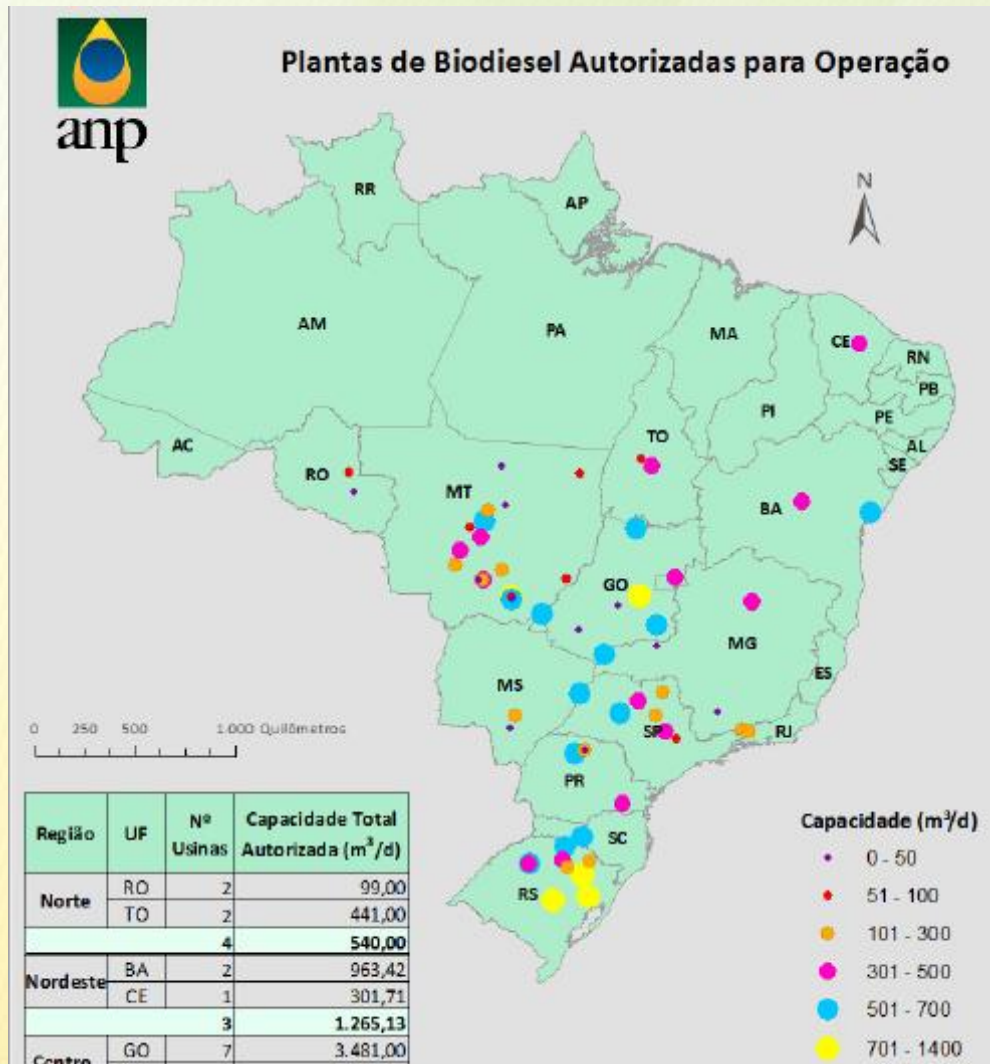 anp
Plantas de Biodiesel Autorizadas para Operação
N
RR
AP
AM
PA
MA
CE
RN
PB
PI
PE
AC
TO
AL
SE
RO
MT
BA
GO
MG
ES
MS
0 250 500 1.000 Quilômetros
SP
RJ
PR
SC
RS
Região UF Nº Usinas Capacidade Total Autorizada (m³/d)
Norte
RO 2 99,00
TO 2 441,00
4 540,00
Nordeste
BA 2 963,42
CE 1 301,71
3 1.265,13
GO 7 3.481,00
Centro
Capacidade (m³/d)
0 - 50
51 - 100
101 - 300
301 - 500
501 - 700
701 - 1400